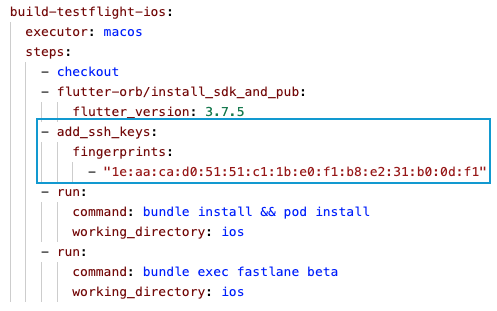 build-testflight-ios:
executor: macos
steps:
- checkout
- flutter-orb/install_sdk_and_pub:
flutter_version: 3.7.5
- add_ssh_keys:
fingerprints:
- "1e:aa:ca:d0:51:51:c1:1b:e0:f1:b8:e2:31:b0:0d:f1"
- run:
command: bundle install && pod install
working_directory: ios
- run:
command: bundle exec fastlane beta
working_directory: ios